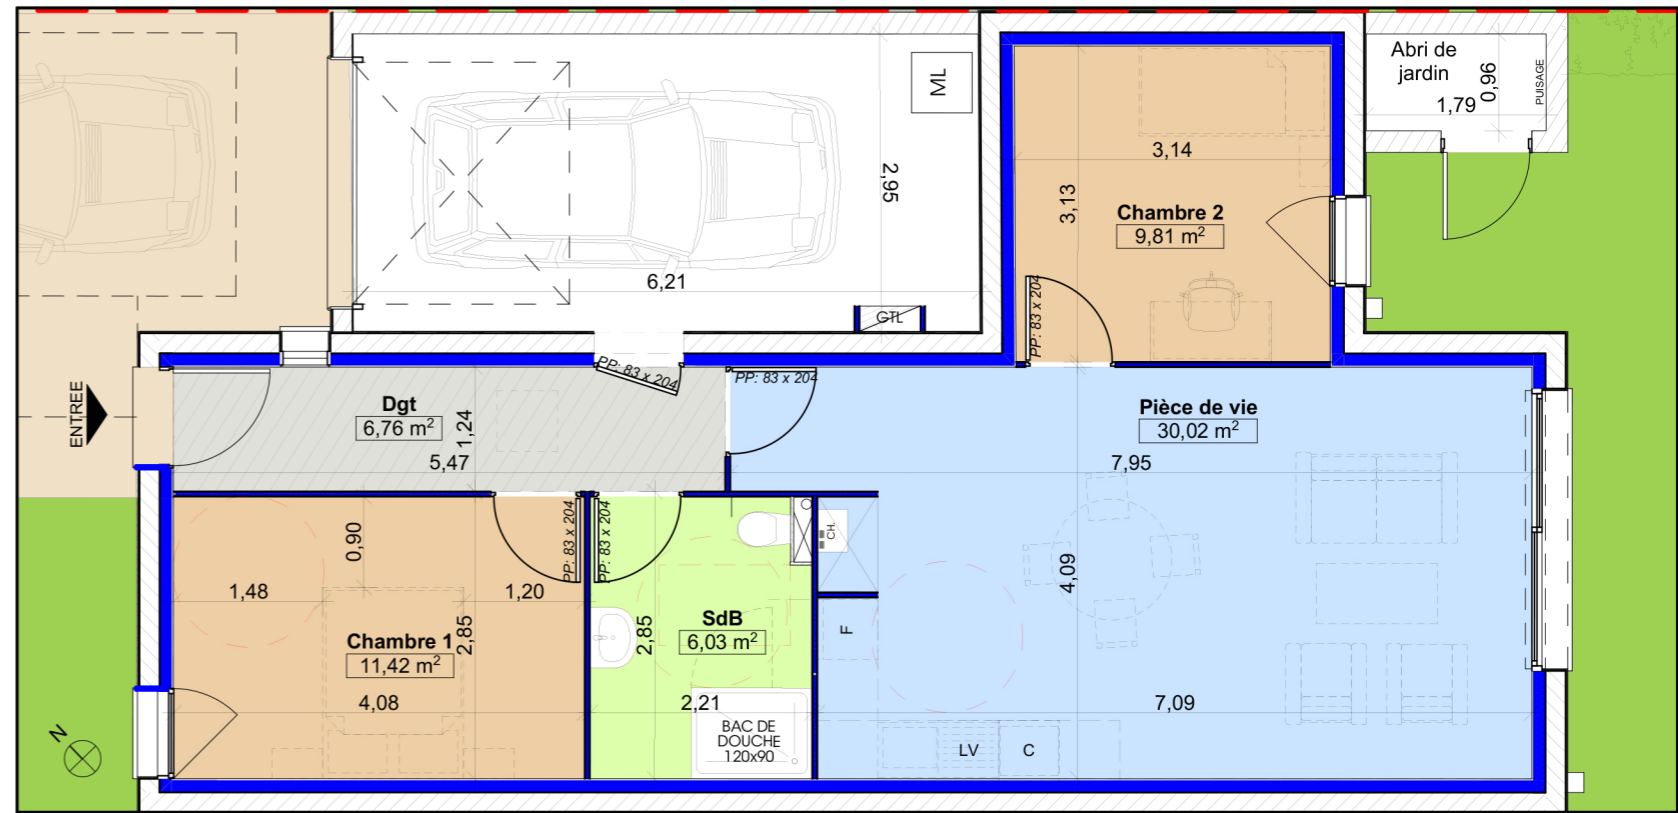 Abri de
jardin
0,96
1,79
PUISAGE
ML
2,95
6,21
GTL
3,14
3,13
Chambre 2
9,81 m²
PP: 83 x 204
PP: 83 x 204
PP: 83 x 204
ENTREE
Dgt
6,76 m²
1,24
5,47
Pièce de vie
30,02 m²
7,95
4,09
7,09
0,90
1,48
1,20
PP: 83 x 204
PP: 83 x 204
Chambre 1
11,42 m²
2,85
4,08
SdB
6,03 m²
2,85
2,21
BAC DE
DOUCHE
120x90
CH.
F
LV
C
N